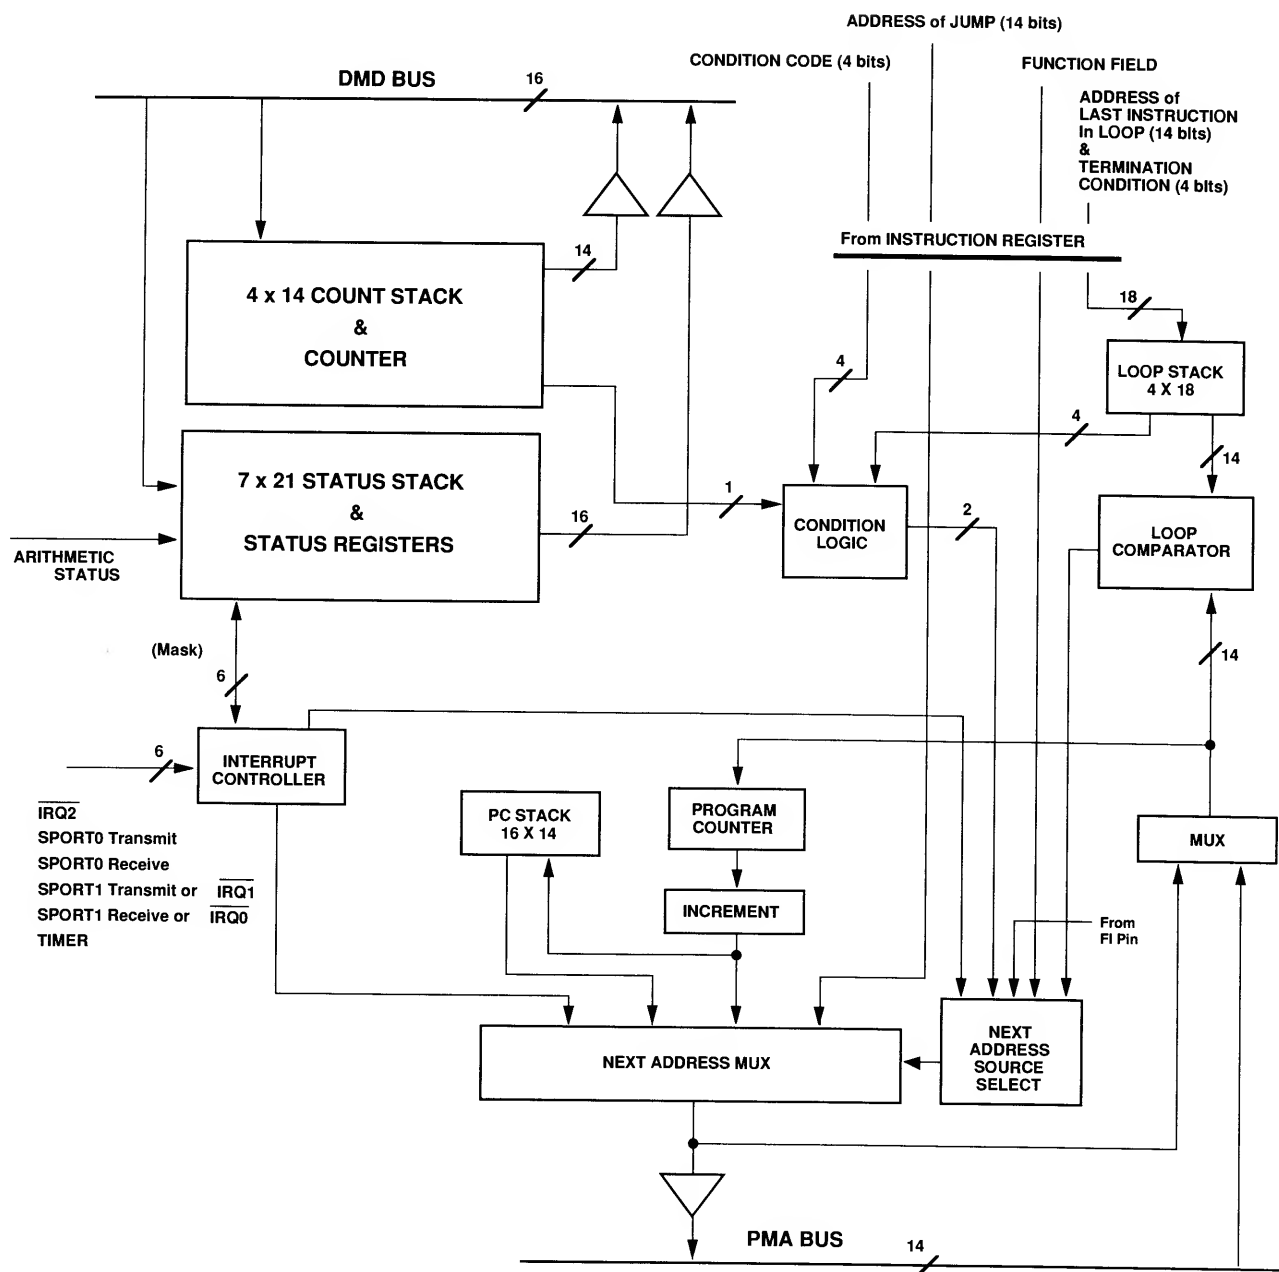 ADDRESS of JUMP (14 bits)
CONDITION CODE (4 bits)
FUNCTION FIELD
DMD BUS
16
ADDRESS of
LAST INSTRUCTION
In LOOP (14 bits)
&
TERMINATION
CONDITION (4 bits)
From INSTRUCTION REGISTER
14
4 x 14 COUNT STACK
&
COUNTER
18
4
LOOP STACK
4 X 18
4
14
7 x 21 STATUS STACK
&
STATUS REGISTERS
16
1
CONDITION
LOGIC
2
LOOP
COMPARATOR
ARITHMETIC
STATUS
(Mask)
6
14
6
INTERRUPT
CONTROLLER
IRQ2
SPORT0 Transmit
SPORT0 Receive
SPORT1 Transmit or IRQ1
SPORT1 Receive or IRQ0
TIMER
PC STACK
16 X 14
PROGRAM
COUNTER
MUX
INCREMENT
From
FI Pin
NEXT ADDRESS MUX
NEXT
ADDRESS
SOURCE
SELECT
PMA BUS
14